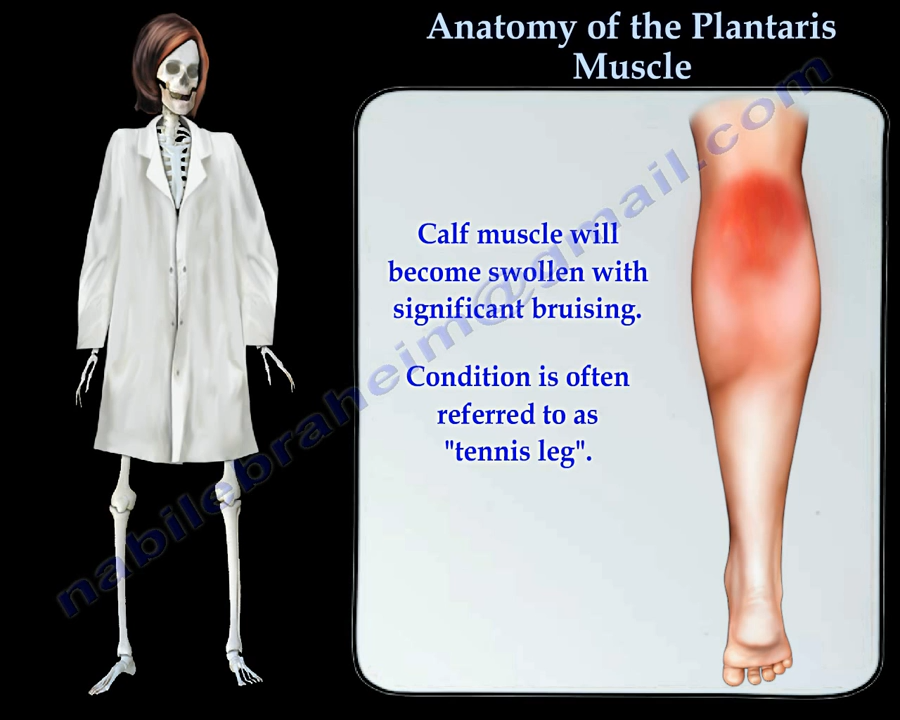 Anatomy of the Plantaris
Muscle
Calf muscle will
become swollen with
significant bruising.
Condition is often
referred to as
"tennis leg".
nabilebraheim@gmail.com